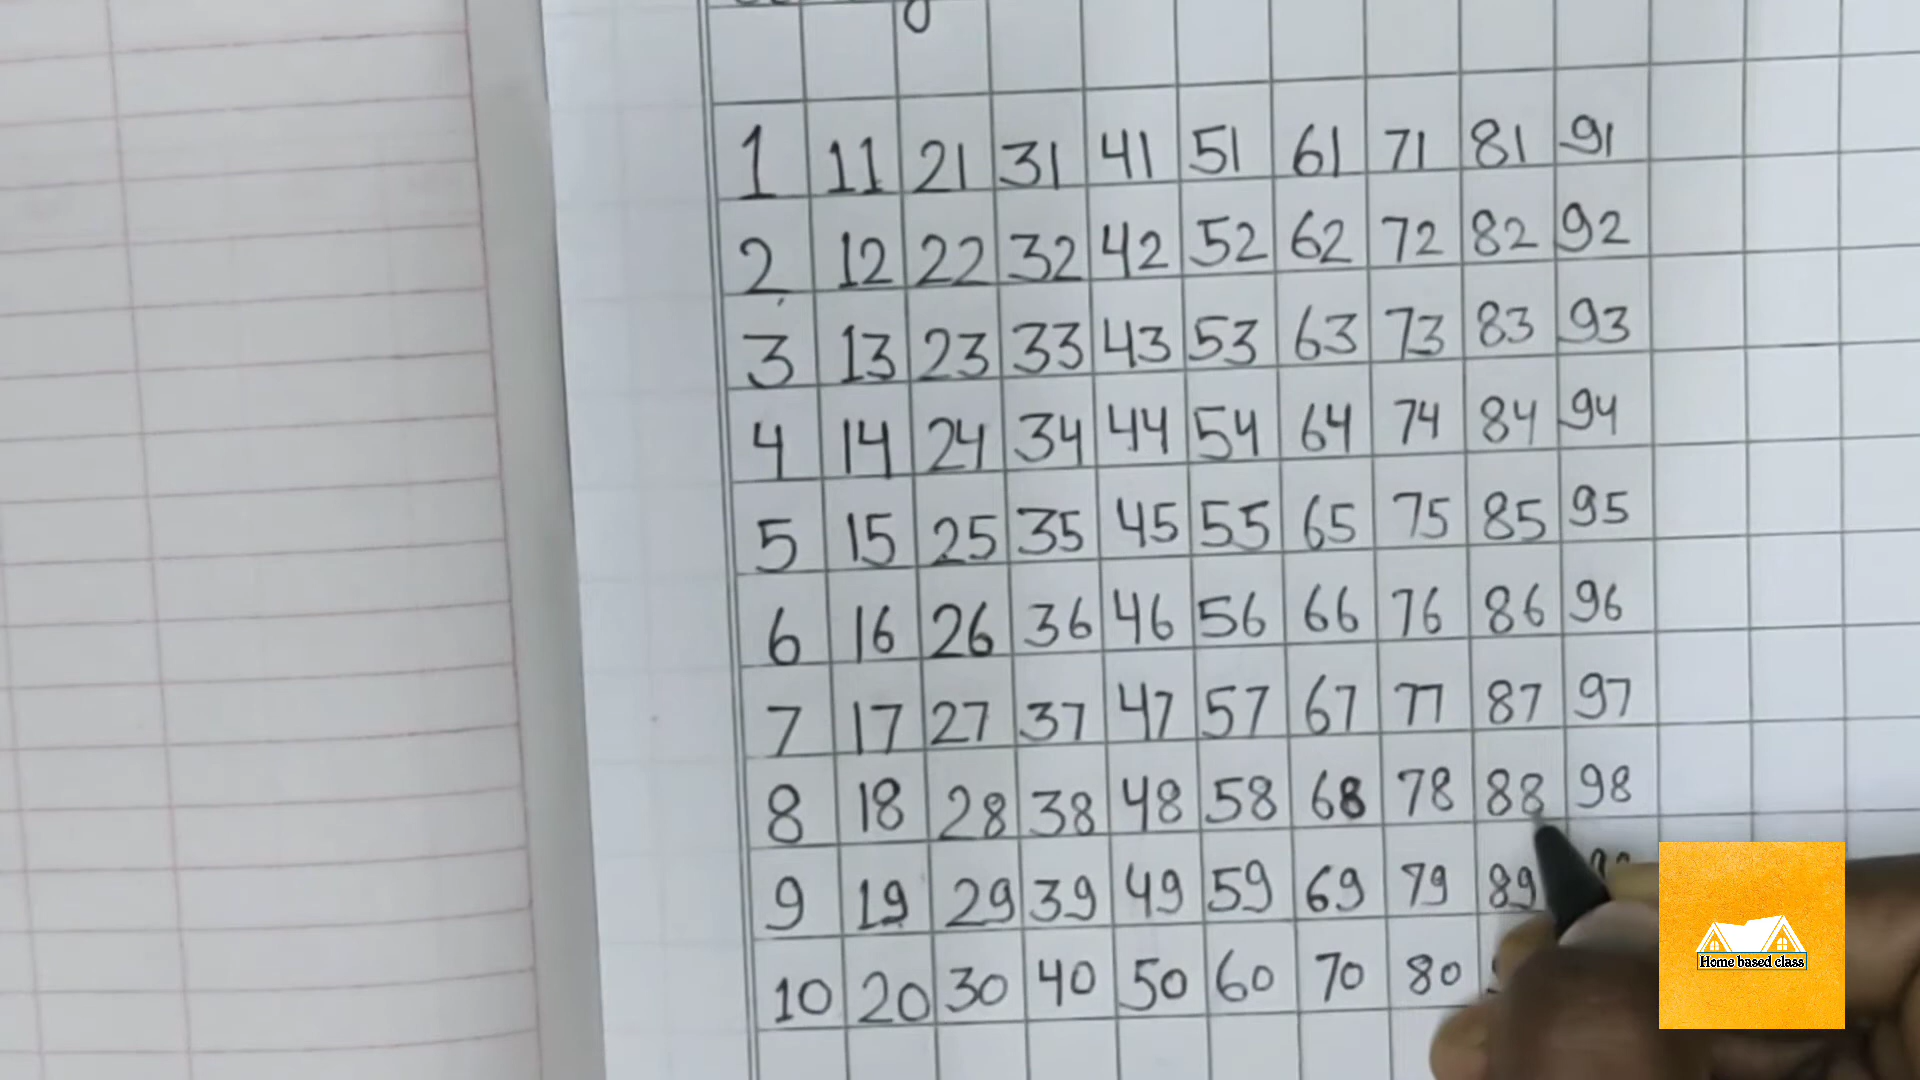 1 11 21 31 41 51 61 71 81 91
2 12 22 32 42 52 62 72 82 92
3 13 23 33 43 53 63 73 83 93
4 14 24 34 44 54 64 74 84 94
5 15 25 35 45 55 65 75 85 95
6 16 26 36 46 56 66 76 86 96
7 17 27 37 47 57 67 77 87 97
8 18 28 38 48 58 68 78 88 98
9 19 29 39 49 59 69 79 89
10 20 30 40 50 60 70 80
Home based class